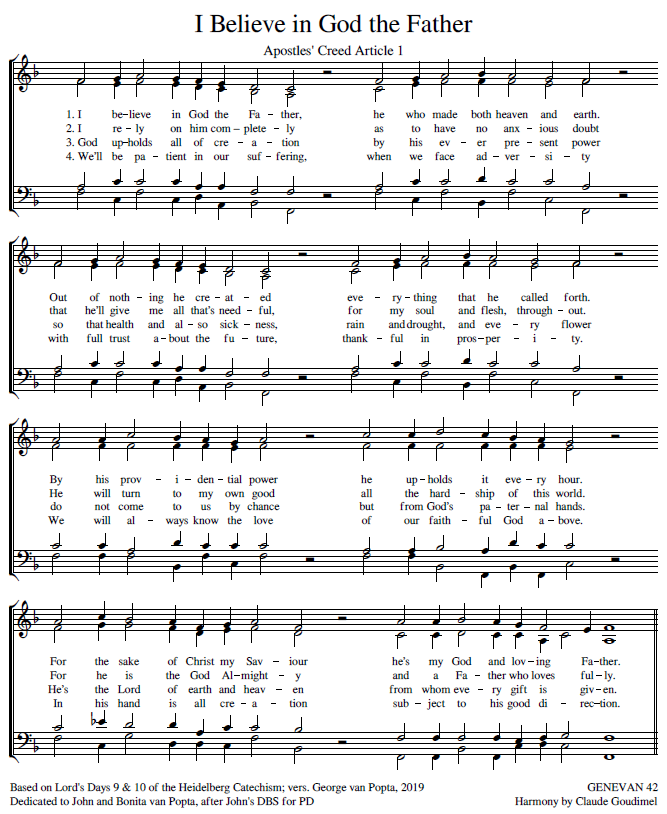 I Believe in God the Father
Apostles' Creed Article 1
1. I be – lieve in God the Fa – ther, he who made both heaven and earth.
2. I re – ly on him com – plete – ly as to have no anx – ious doubt
3. God up-holds all of cre – a – tion by his ev – er pres – ent power
4. We'll be pa – tient in our suf – fering, when we face ad – ver – si – ty
Out of noth – ing he cre – at – ed eve – ry – thing that he called forth.
that he'll give me all that's need – ful, for my soul and flesh, through – out.
so that health and al – so sick – ness, rain and drought, and eve – ry flower
with full trust a – bout the fu – ture, thank – ful in pros – per – i – ty.
By his prov – i – den – tial power he up – holds it eve – ry hour.
He will turn to my own good all the hard – ship of this world.
do not come to us by chance but from God's pa – ter – nal hands.
We will al – ways know the love of our faith – ful God a – bove.
For the sake of Christ my Sav – iour he's my God and lov – ing Fa – ther.
For he is the God Al – might – y and a Fa – ther who loves ful – ly.
He's the Lord of earth and heav – en from whom eve – ry gift is giv – en.
In his hand is all cre – a – tion sub – ject to his good di – rec – tion.
Based on Lord's Days 9 & 10 of the Heidelberg Catechism; vers. George van Popta, 2019 GENEVAN 42
Dedicated to John and Bonita van Popta, after John's DBS for PD Harmony by Claude Goudimel